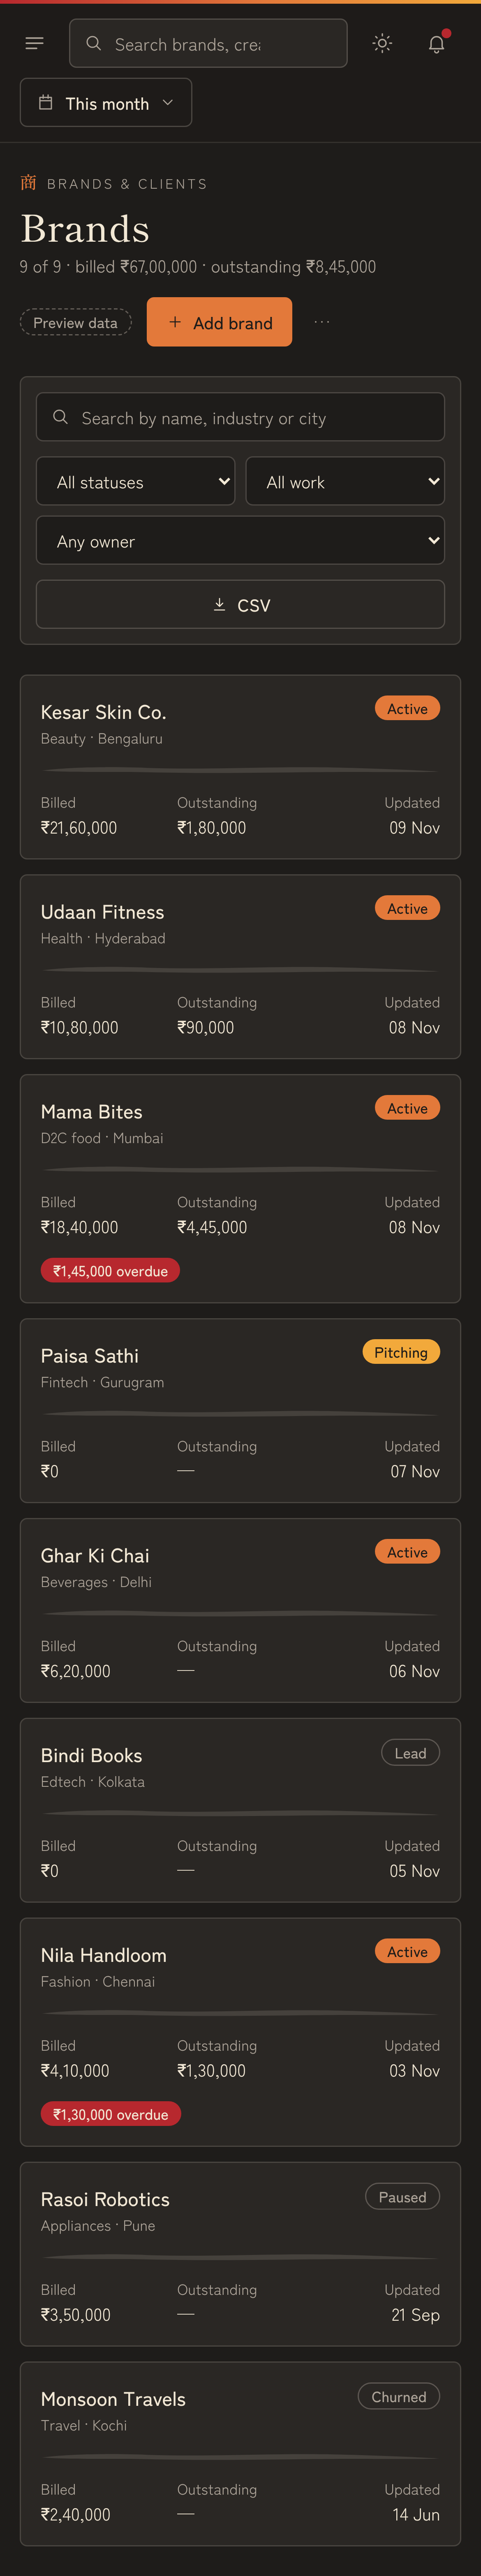 Search brands, crea
This month
商 BRANDS & CLIENTS
Brands
9 of 9 · billed ₹67,00,000 · outstanding ₹8,45,000
Preview data
+ Add brand
···
Search by name, industry or city
All statuses
All work
Any owner
CSV
Kesar Skin Co.
Active
Beauty · Bengaluru
Billed Outstanding Updated
₹21,60,000 ₹1,80,000 09 Nov
Udaan Fitness
Active
Health · Hyderabad
Billed Outstanding Updated
₹10,80,000 ₹90,000 08 Nov
Mama Bites
Active
D2C food · Mumbai
Billed Outstanding Updated
₹18,40,000 ₹4,45,000 08 Nov
₹1,45,000 overdue
Paisa Sathi
Pitching
Fintech · Gurugram
Billed Outstanding Updated
₹0 — 07 Nov
Ghar Ki Chai
Active
Beverages · Delhi
Billed Outstanding Updated
₹6,20,000 — 06 Nov
Bindi Books
Lead
Edtech · Kolkata
Billed Outstanding Updated
₹0 — 05 Nov
Nila Handloom
Active
Fashion · Chennai
Billed Outstanding Updated
₹4,10,000 ₹1,30,000 03 Nov
₹1,30,000 overdue
Rasoi Robotics
Paused
Appliances · Pune
Billed Outstanding Updated
₹3,50,000 — 21 Sep
Monsoon Travels
Churned
Travel · Kochi
Billed Outstanding Updated
₹2,40,000 — 14 Jun